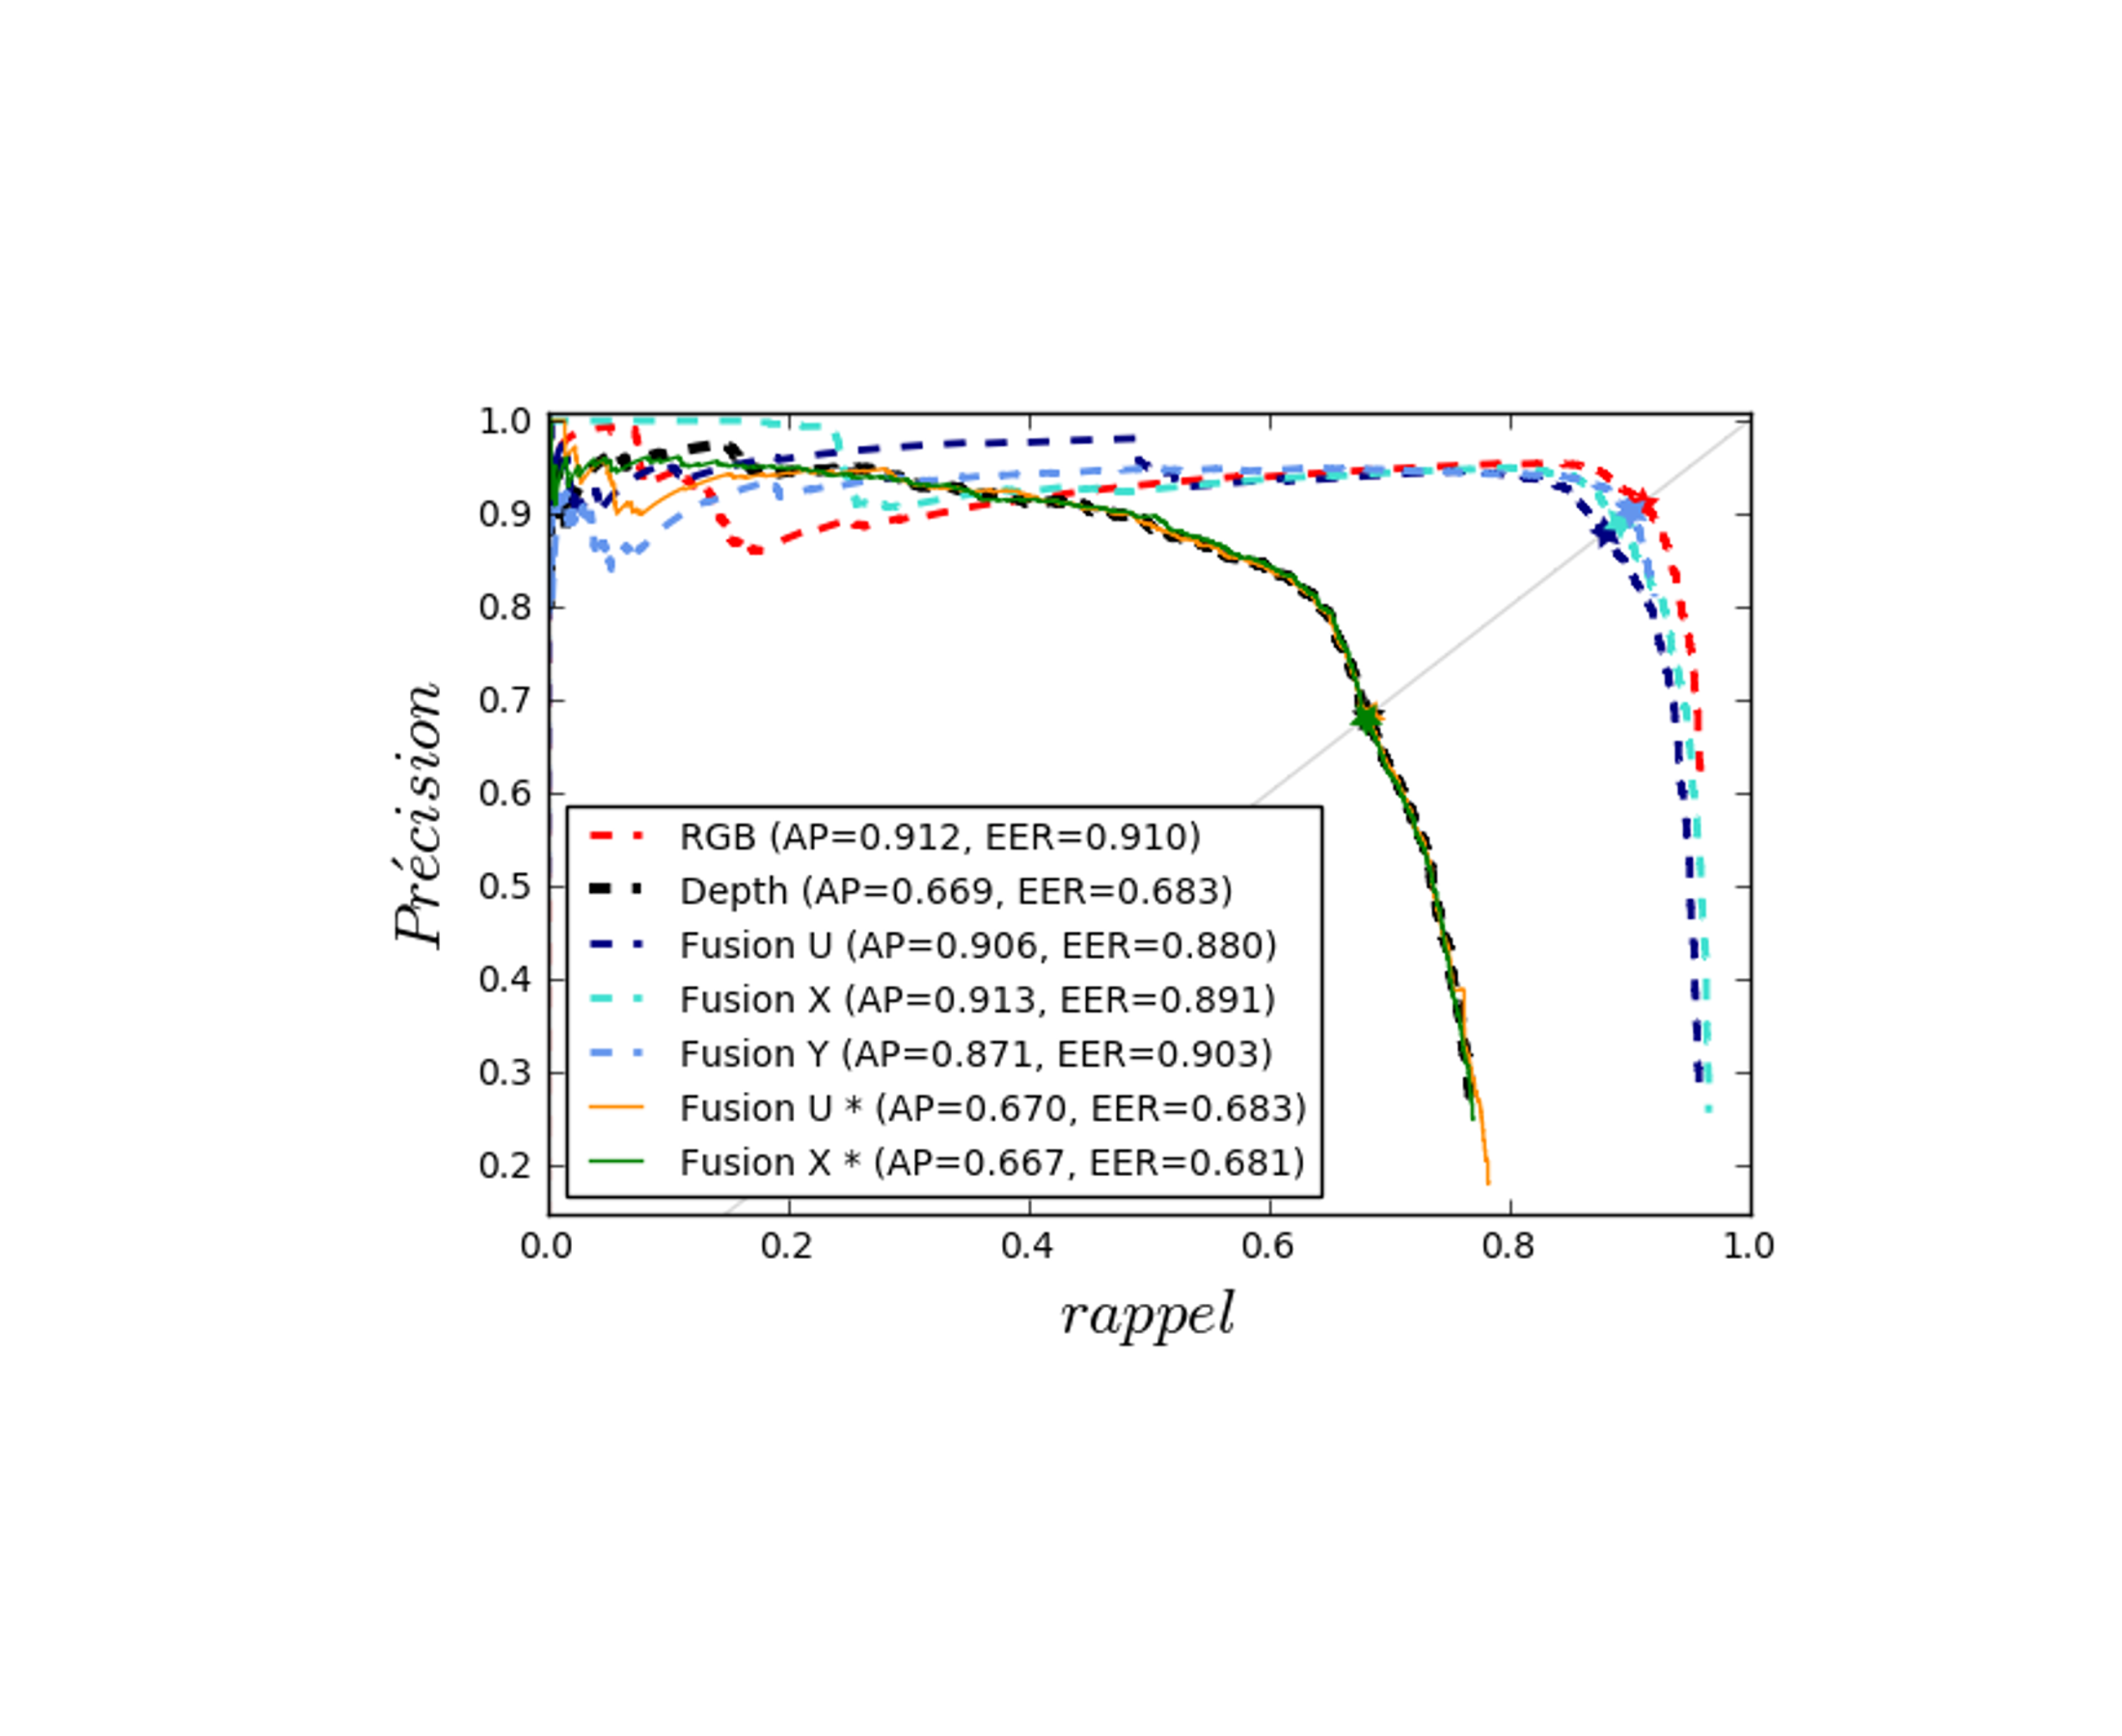 1.0
0.9
0.8
0.7
0.6
0.5
0.4
0.3
0.2
Précision
RGB (AP=0.912, EER=0.910)
Depth (AP=0.669, EER=0.683)
Fusion U (AP=0.906, EER=0.880)
Fusion X (AP=0.913, EER=0.891)
Fusion Y (AP=0.871, EER=0.903)
Fusion U * (AP=0.670, EER=0.683)
Fusion X * (AP=0.667, EER=0.681)
0.0 0.2 0.4 0.6 0.8 1.0
rappel